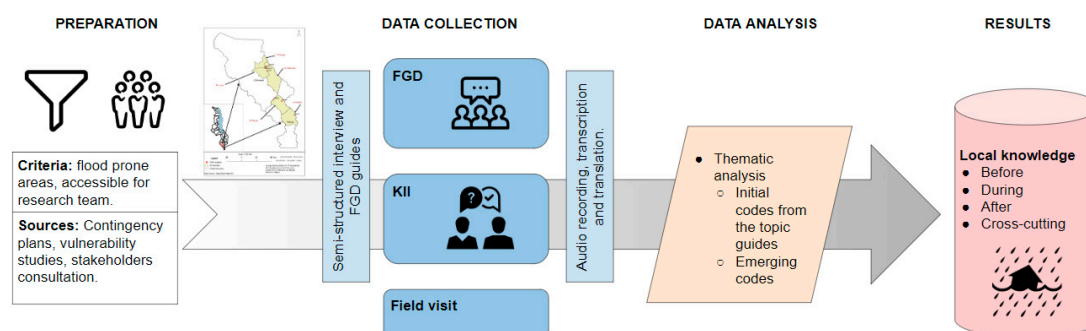 PREPARATION
DATA COLLECTION
DATA ANALYSIS
RESULTS
Criteria: flood prone
areas, accessible for
research team.
Sources: Contingency
plans, vulnerability
studies, stakeholders
consultation.
Semi-structured interview and
FGD guides
FGD
KII
Field visit
Audio recording, transcription
and translation.
● Thematic
analysis
○ Initial
codes from
the topic
guides
○ Emerging
codes
Local knowledge
● Before
● During
● After
● Cross-cutting